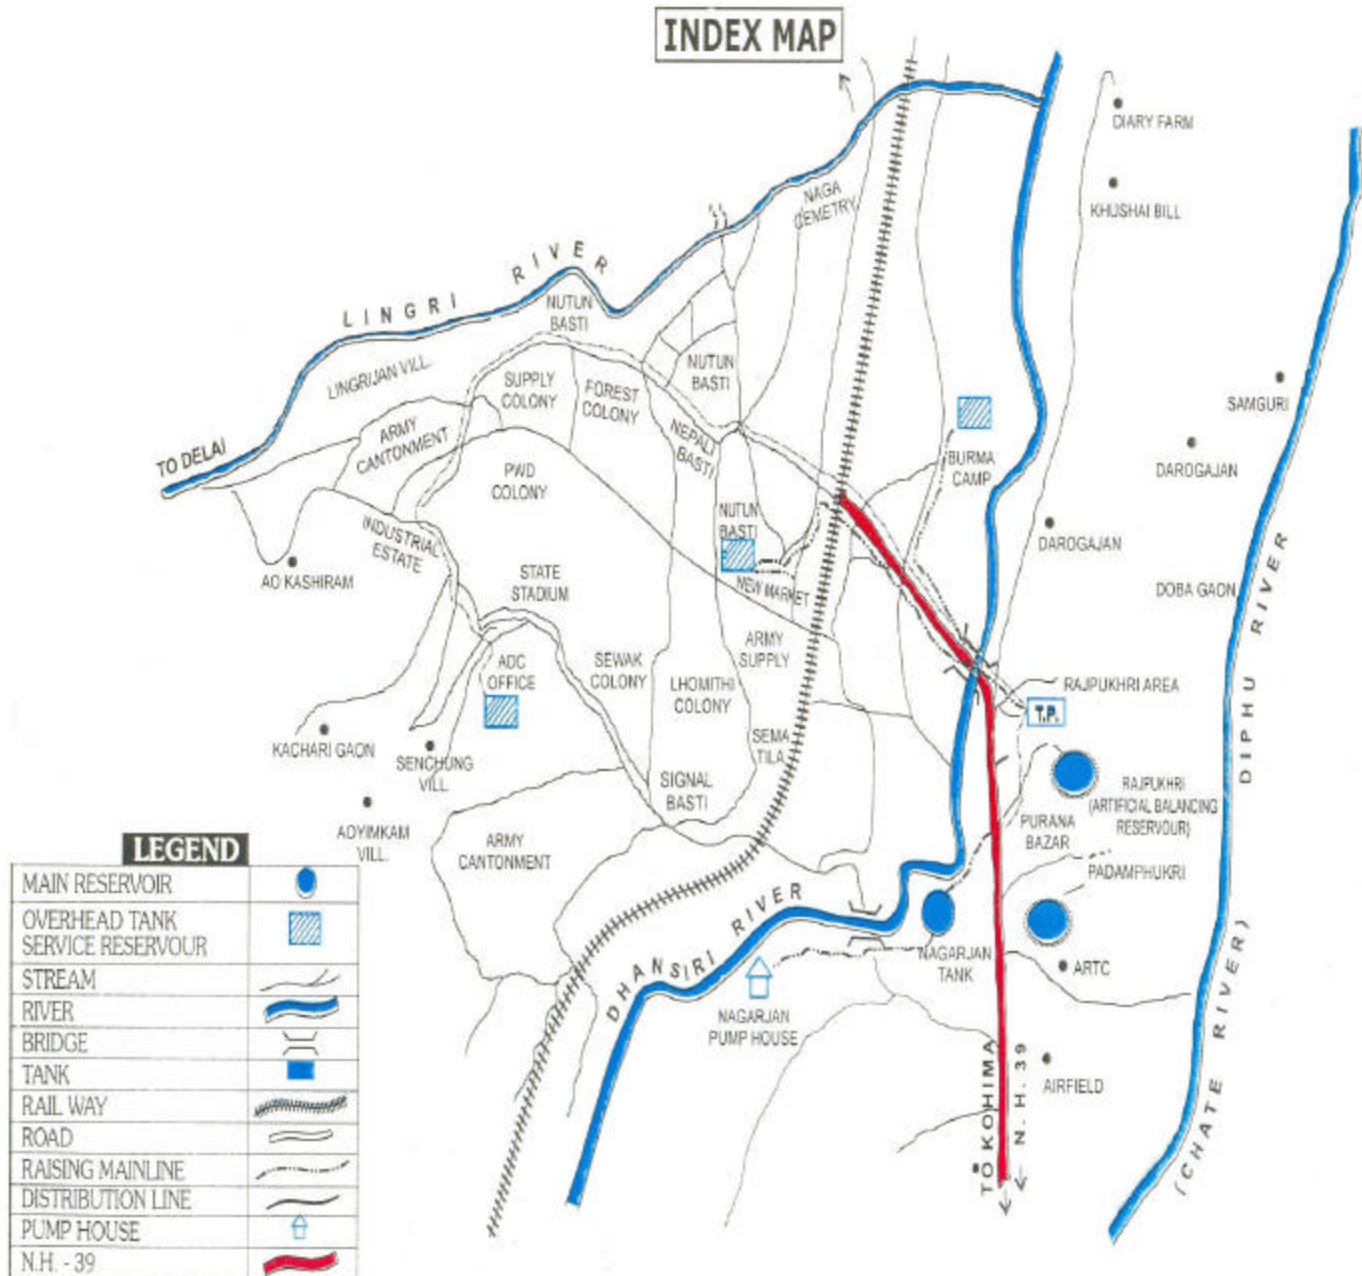 INDEX MAP
DIARY FARM
KHUSHAI BILL
NAGA
CEMETRY
LINGRI RIVER
NUTUN
BASTI
LINGRIJAN VILL.
SUPPLY
COLONY
FOREST
COLONY
NUTUN
BASTI
SAMGURI
ARMY
CANTONMENT
NEPALI
BASTI
BURMA
CAMP
DAROGAJAN
TO DELAI
PWD
COLONY
NUTUN
BASTI
INDUSTRIAL
ESTATE
DAROGAJAN
AO KASHIRAM
STATE
STADIUM
NEW MARKET
DOBA GAON
DIPHU RIVER
(CHATE RIVER)
ADC
OFFICE
SEWAK
COLONY
ARMY
SUPPLY
LHOMITHI
COLONY
RAJPUKHRI AREA
T.P.
KACHARI GAON
SENCHUNG
VILL
SEMA
TILA
SIGNAL
BASTI
RAJPUKHRI
(ARTIFICIAL BALANCING
RESERVOUR)
AOYIMKAM
VILL.
ARMY
CANTONMENT
PURANA
BAZAR
PADAMPHUKRI
DHANSIRI RIVER
NAGARJAN
TANK
ARTC
NAGARJAN
PUMP HOUSE
AIRFIELD
TO KOHIMA
N. H. 39
LEGEND
MAIN RESERVOIR
OVERHEAD TANK
SERVICE RESERVOUR
STREAM
RIVER
BRIDGE
TANK
RAIL WAY
ROAD
RAISING MAINLINE
DISTRIBUTION LINE
PUMP HOUSE
N.H. - 39